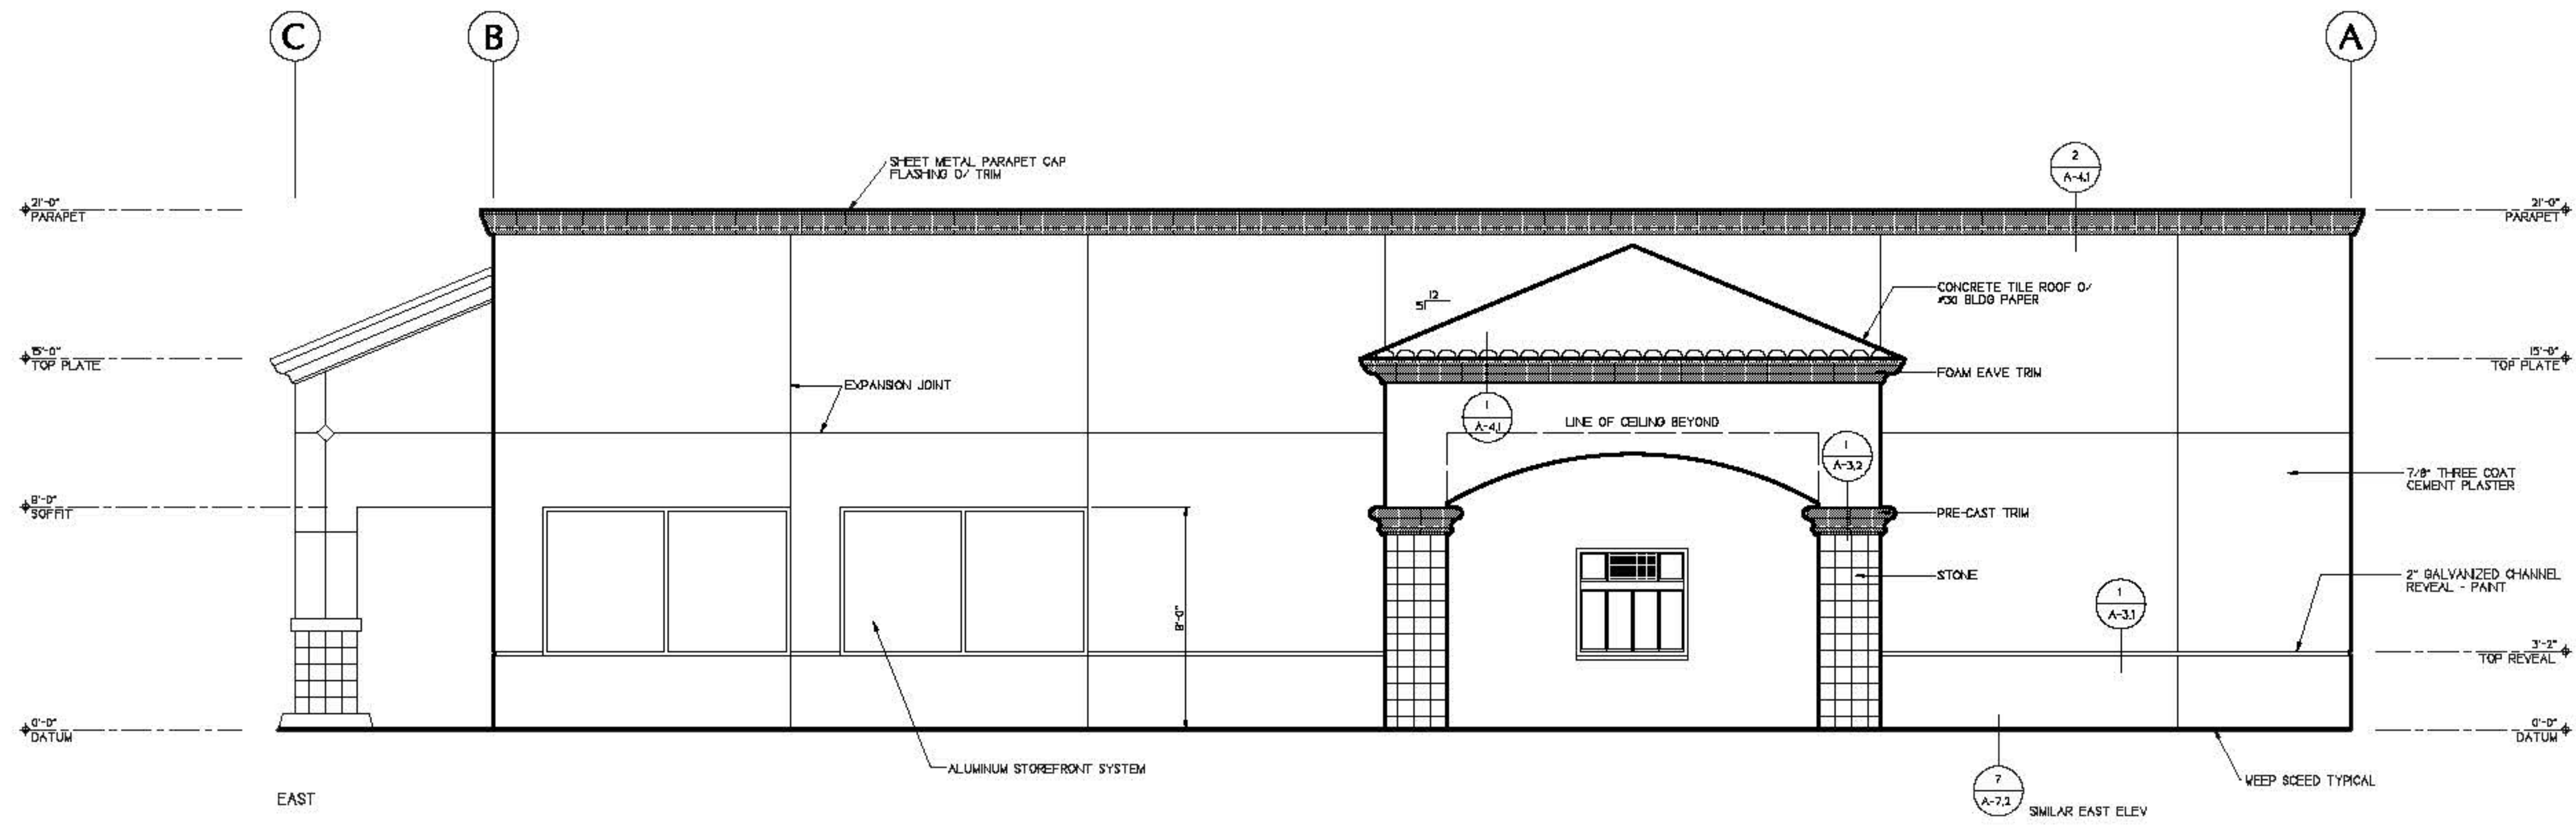 C
B
A
SHEET METAL PARAPET CAP
FLASHING O/ TRIM
2
A-4.1
21'-0"
PARAPET
21'-0"
PARAPET
CONCRETE TILE ROOF O/
#30 BLDG PAPER
12
5
15'-0"
TOP PLATE
15'-0"
TOP PLATE
EXPANSION JOINT
FOAM EAVE TRIM
1
A-4.1
LINE OF CEILING BEYOND
1
A-3.2
7/8" THREE COAT
CEMENT PLASTER
8'-0"
SOFFIT
PRE-CAST TRIM
STONE
2" GALVANIZED CHANNEL
REVEAL - PAINT
1
A-3.1
8'-0"
3'-2"
TOP REVEAL
0'-0"
DATUM
0'-0"
DATUM
ALUMINUM STOREFRONT SYSTEM
WEEP SCEED TYPICAL
EAST
7
A-7.2
SIMILAR EAST ELEV